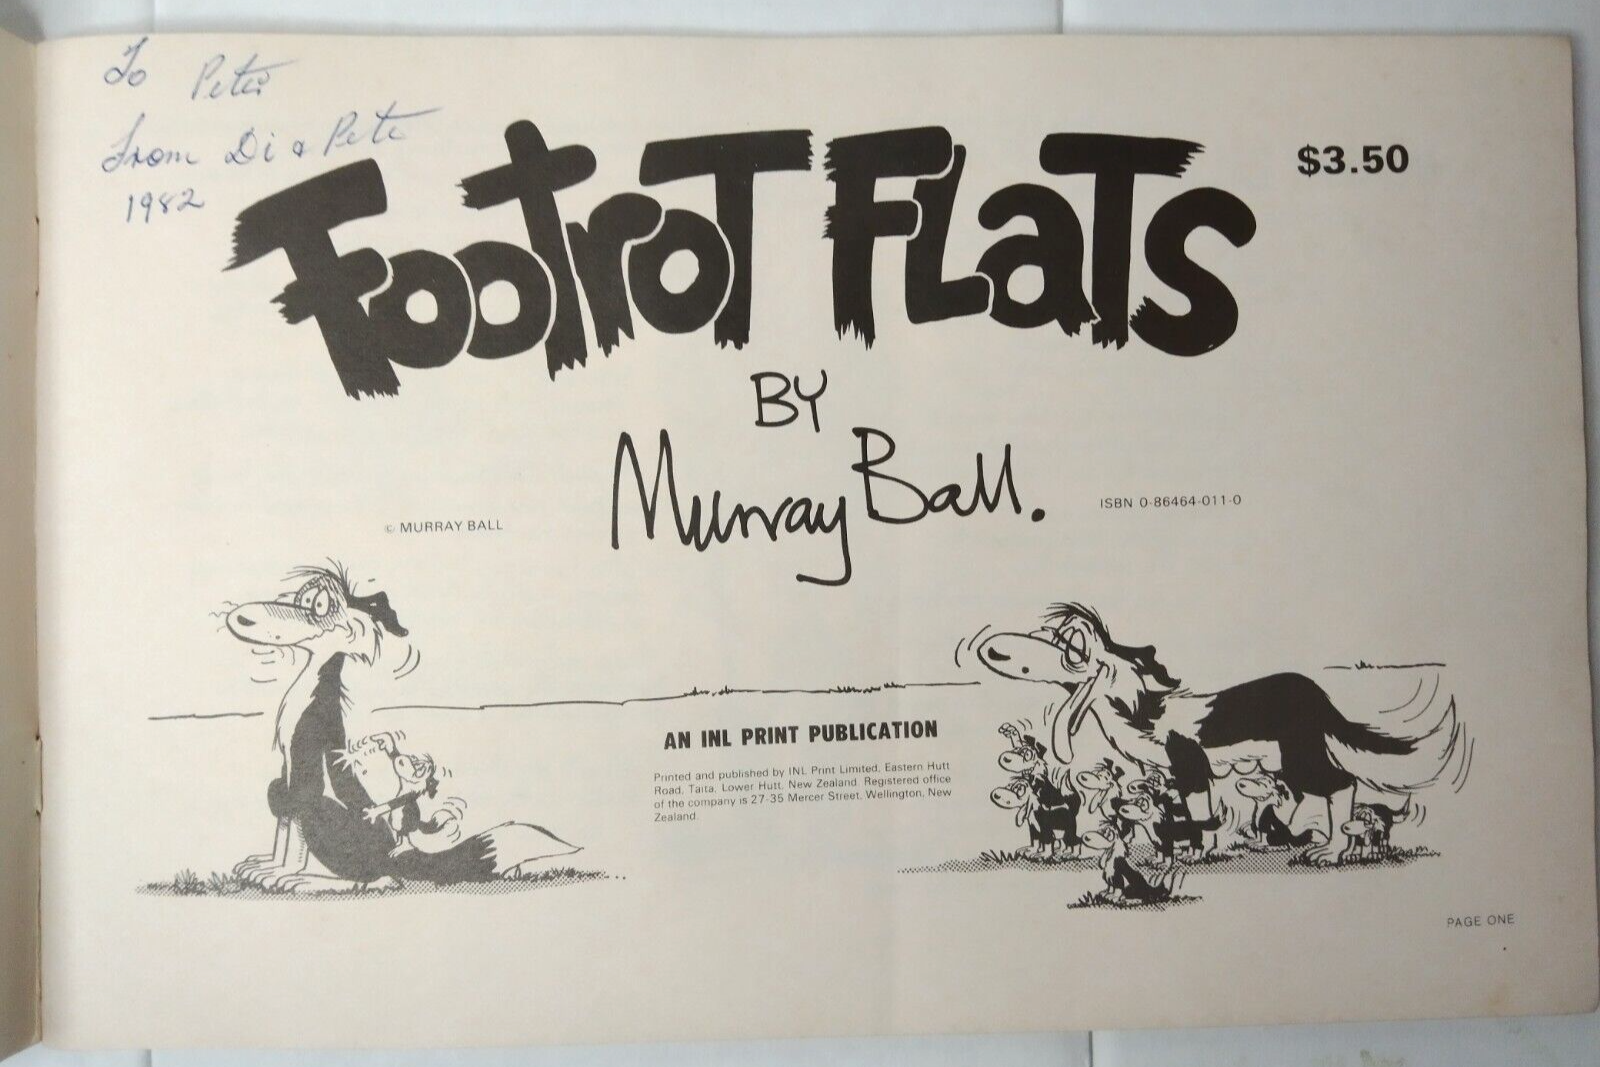 To Peter
From Di & Pete
1982
Footrot Flats
$3.50
BY
Murray Ball.
© MURRAY BALL
ISBN 0-86464-011-0
AN INL PRINT PUBLICATION
Printed and published by INL Print Limited, Eastern Hutt
Road, Taita, Lower Hutt, New Zealand. Registered office
of the company is 27-35 Mercer Street, Wellington, New
Zealand.
PAGE ONE